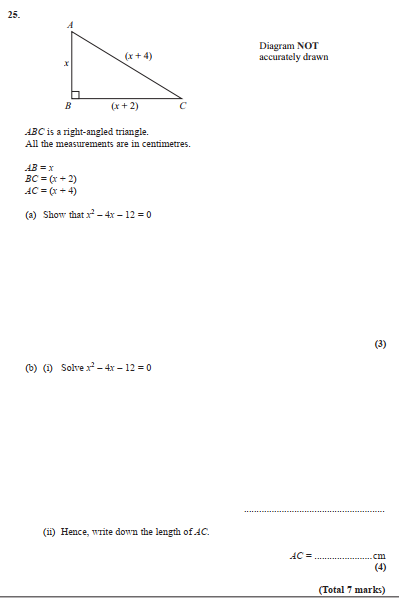 25.
A
Diagram NOT
accurately drawn
(x + 4)
x
B
(x + 2)
C
ABC is a right-angled triangle.
All the measurements are in centimetres.
AB = x
BC = (x + 2)
AC = (x + 4)
(a) Show that x² – 4x – 12 = 0
(3)
(b) (i) Solve x² – 4x – 12 = 0
..................................................
(ii) Hence, write down the length of AC.
AC = ........................cm
(4)
(Total 7 marks)